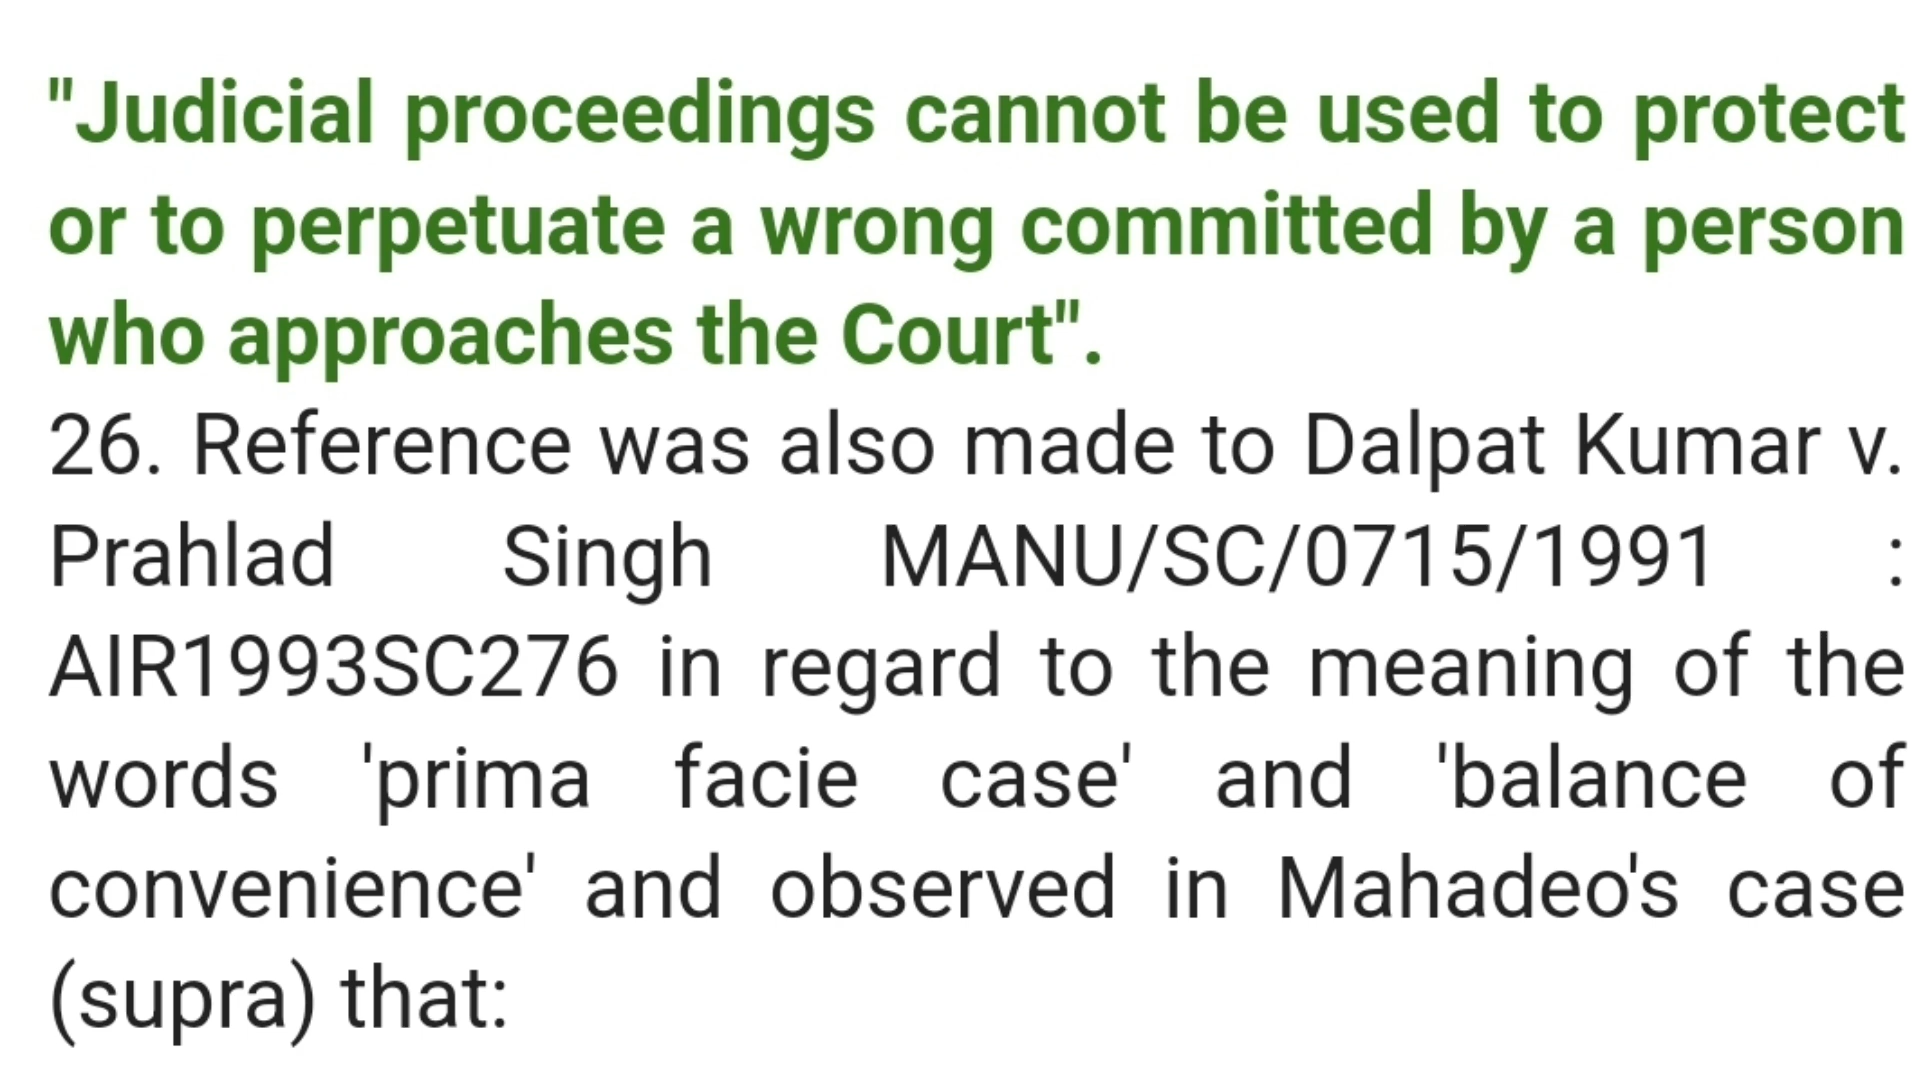 "Judicial proceedings cannot be used to protect
or to perpetuate a wrong committed by a person
who approaches the Court".
26. Reference was also made to Dalpat Kumar v.
Prahlad Singh MANU/SC/0715/1991 :
AIR1993SC276 in regard to the meaning of the
words 'prima facie case' and 'balance of
convenience' and observed in Mahadeo's case
(supra) that: